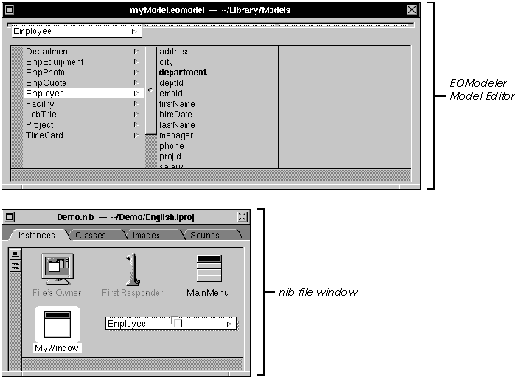 myModel.eomodel — ~/Library/Models
Employee
Department
EmpEquipment
EmpPhoto
EmpQuote
Employee
Facility
JobTitle
Project
TimeCard
address
city
department
deptId
empId
firstName
hireDate
lastName
manager
phone
projId
salary
EOModeler
Model Editor
Demo.nib — ~/Demo/English.lproj
Instances
Classes
Images
Sounds
File's Owner
First Responder
MainMenu
MyWindow
Employee
nib file window